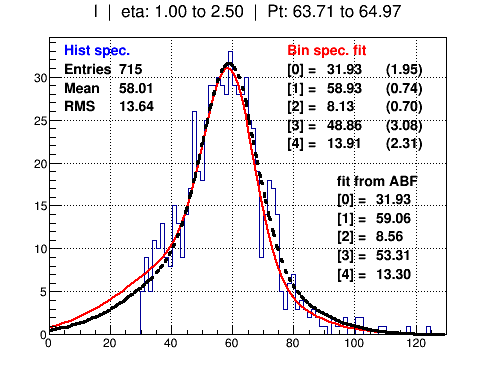 I | eta: 1.00 to 2.50 | Pt: 63.71 to 64.97
Hist spec.
Entries 715
Mean 58.01
RMS 13.64
Bin spec. fit
[0] = 31.93 (1.95)
[1] = 58.93 (0.74)
[2] = 8.13 (0.70)
[3] = 48.86 (3.08)
[4] = 13.91 (2.31)
fit from ABF
[0] = 31.93
[1] = 59.06
[2] = 8.56
[3] = 53.31
[4] = 13.30
30
25
20
15
10
5
0
0 20 40 60 80 100 120